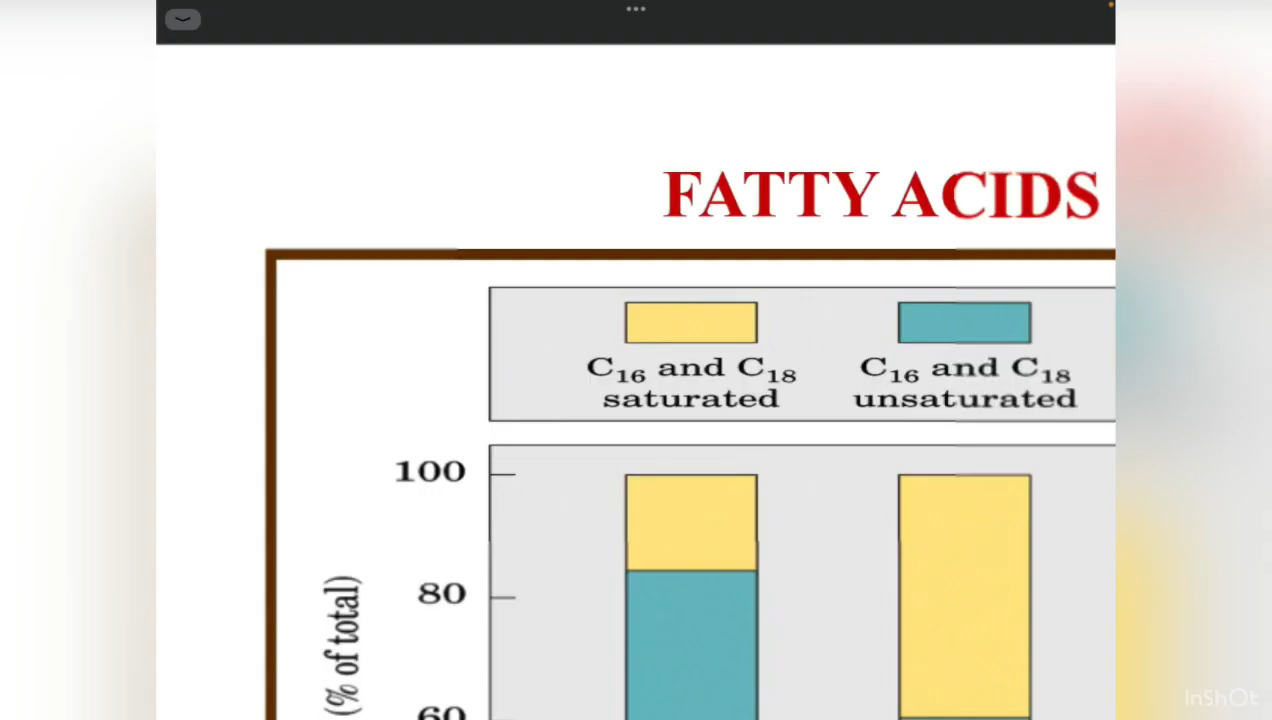 FATTY ACIDS
C₁₆ and C₁₈
saturated
C₁₆ and C₁₈
unsaturated
100
80
60
(% of total)
InShOt